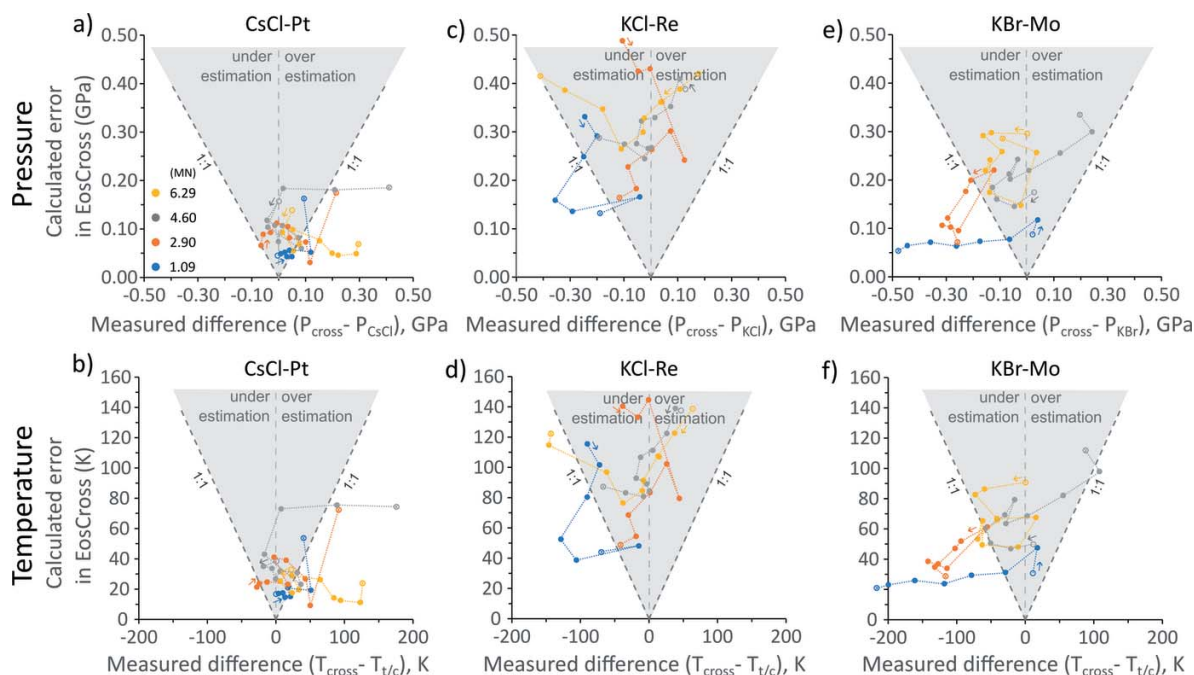 a) CsCl-Pt
Pressure
Calculated error
in EosCross (GPa)
0.50
0.40
0.30
0.20
0.10
0.00
under over
estimation estimation
1:1 1:1
(MN)
6.29
4.60
2.90
1.09
-0.50 -0.30 -0.10 0.10 0.30 0.50
Measured difference (Pcross- PCsCl), GPa
c) KCl-Re
0.50
0.40
0.30
0.20
0.10
0.00
under over
estimation estimation
1:1 1:1
-0.50 -0.30 -0.10 0.10 0.30 0.50
Measured difference (Pcross- PKCl), GPa
e) KBr-Mo
0.50
0.40
0.30
0.20
0.10
0.00
under over
estimation estimation
1:1 1:1
-0.50 -0.30 -0.10 0.10 0.30 0.50
Measured difference (Pcross- PKBr), GPa
b) CsCl-Pt
Temperature
Calculated error
in EosCross (K)
160
140
120
100
80
60
40
20
0
under over
estimation estimation
1:1 1:1
-200 -100 0 100 200
Measured difference (Tcross- Tt/c), K
d) KCl-Re
160
140
120
100
80
60
40
20
0
under over
estimation estimation
1:1 1:1
-200 -100 0 100 200
Measured difference (Tcross- Tt/c), K
f) KBr-Mo
160
140
120
100
80
60
40
20
0
under over
estimation estimation
1:1 1:1
-200 -100 0 100 200
Measured difference (Tcross- Tt/c), K